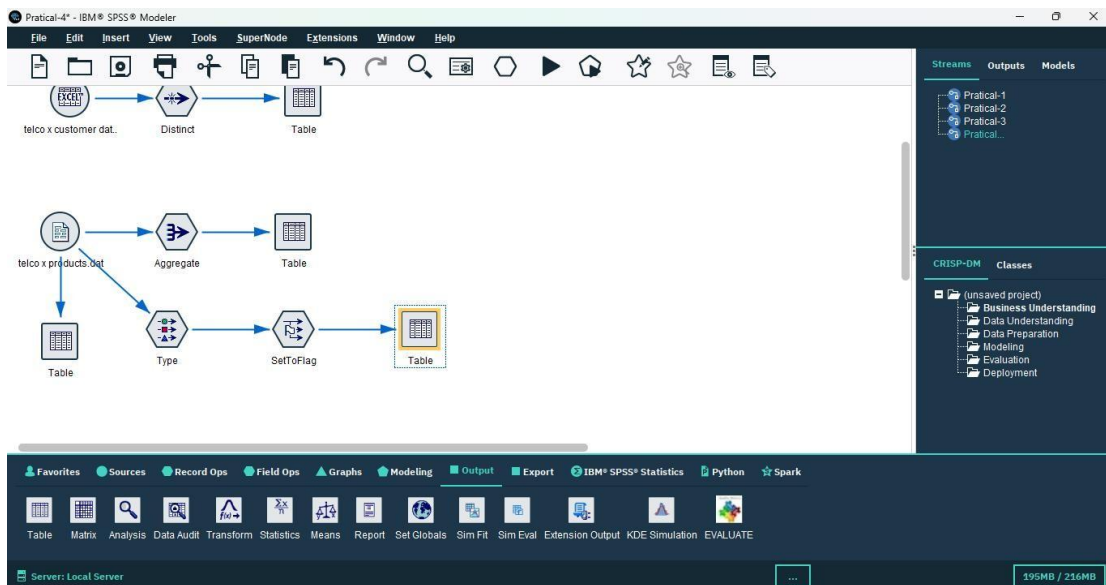 Pratical-4* - IBM® SPSS® Modeler
File Edit Insert View Tools SuperNode Extensions Window Help
Streams Outputs Models
Pratical-1
Pratical-2
Pratical-3
Pratical...
EXCEL
telco x customer dat..
Distinct
Table
telco x products.dat
Aggregate
Table
Table
Type
SetToFlag
Table
CRISP-DM Classes
(unsaved project)
Business Understanding
Data Understanding
Data Preparation
Modeling
Evaluation
Deployment
Favorites Sources Record Ops Field Ops Graphs Modeling Output Export IBM® SPSS® Statistics Python Spark
f(x)
Σx
Table Matrix Analysis Data Audit Transform Statistics Means Report Set Globals Sim Fit Sim Eval Extension Output KDE Simulation EVALUATE
Server: Local Server ... 195MB / 216MB